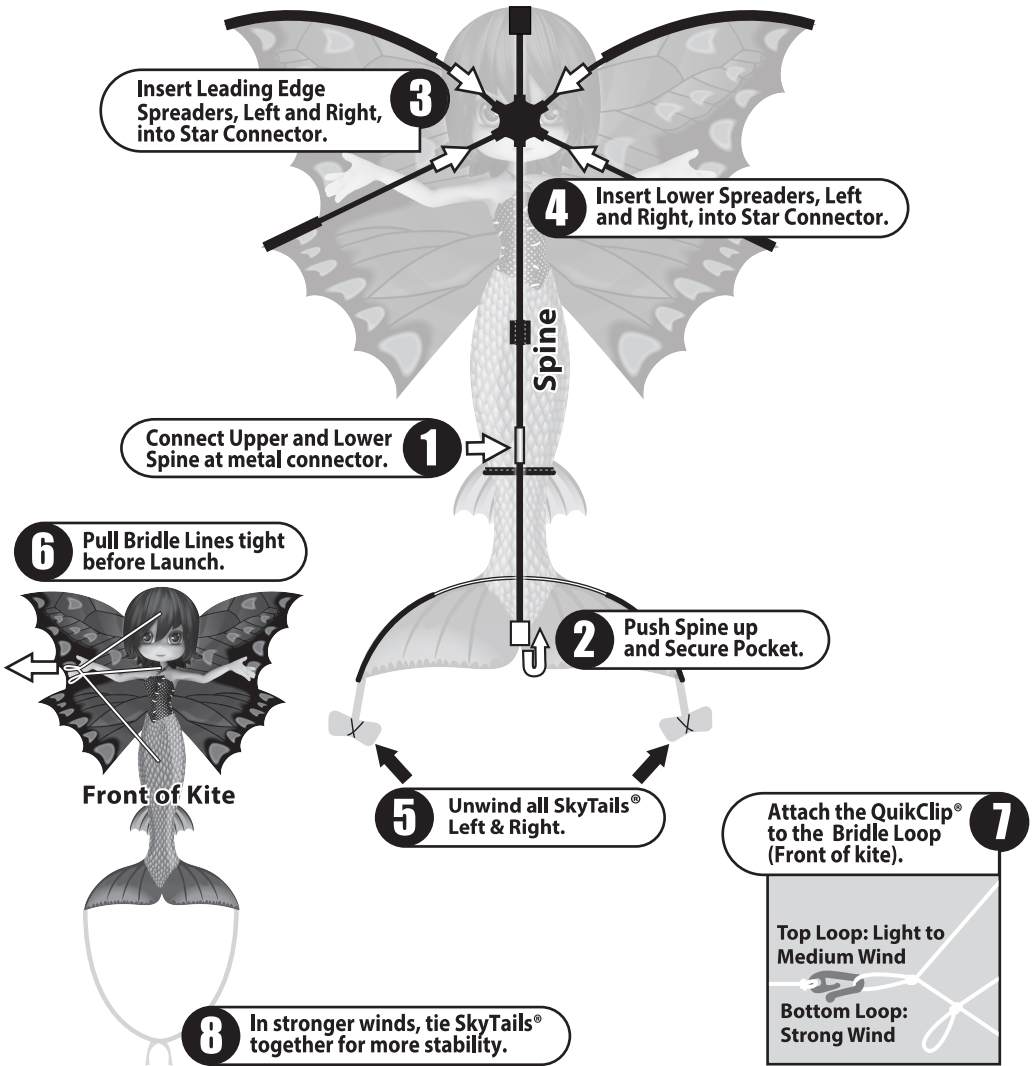 3
Insert Leading Edge
Spreaders, Left and Right,
into Star Connector.
4
Insert Lower Spreaders, Left
and Right, into Star Connector.
Spine
1
Connect Upper and Lower
Spine at metal connector.
6
Pull Bridle Lines tight
before Launch.
2
Push Spine up
and Secure Pocket.
Front of Kite
5
Unwind all SkyTails®
Left & Right.
7
Attach the QuikClip®
to the Bridle Loop
(Front of kite).
Top Loop: Light to
Medium Wind
Bottom Loop:
Strong Wind
8
In stronger winds, tie SkyTails®
together for more stability.